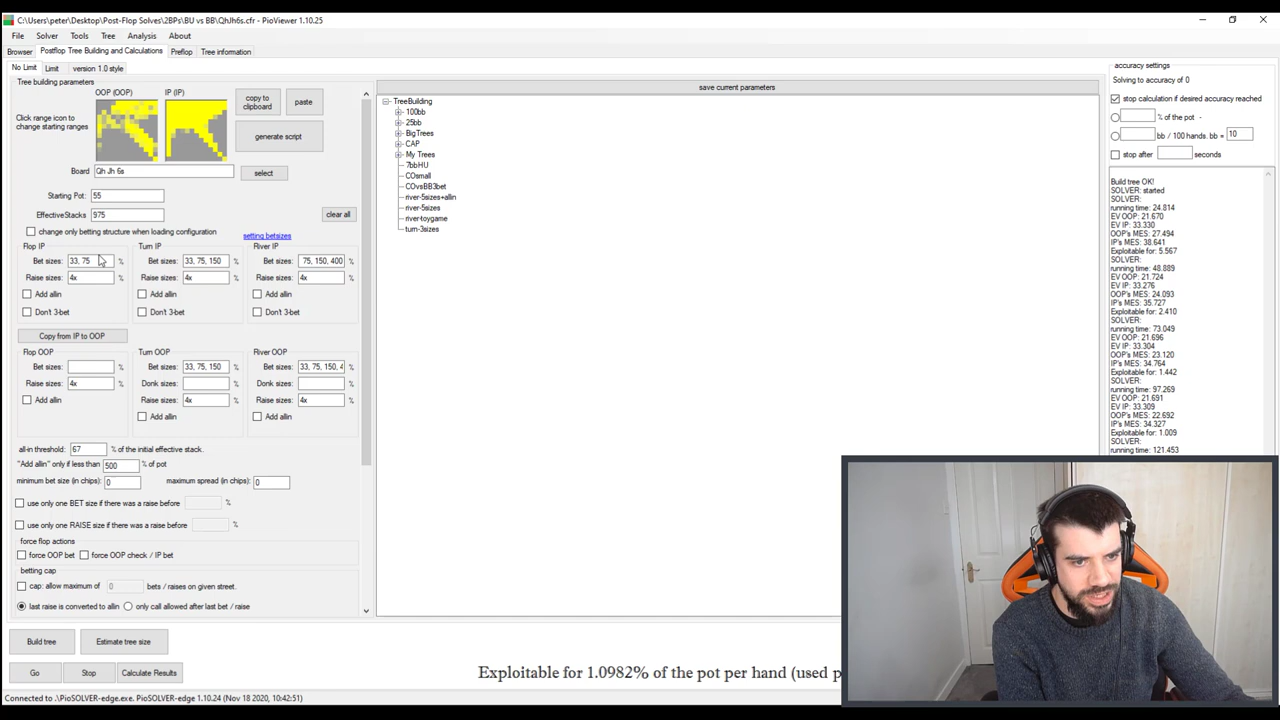 C:\Users\peter\Desktop\Post-Flop Solves\2BPs\BU vs BB\QhJh6s.cfr - PioViewer 1.10.25
File Solver Tools Tree Analysis About
Browser Postflop Tree Building and Calculations Preflop Tree information
No Limit Limit version 1.0 style
Tree building parameters
OOP (OOP) IP (IP)
Click range icon to
change starting ranges
copy to
clipboard
paste
generate script
Board Qh Jh 6s select
Starting Pot: 55
EffectiveStacks 975
clear all
change only betting structure when loading configuration
setting betsizes
Flop IP Turn IP River IP
Bet sizes: 33, 75 % Bet sizes: 33, 75, 150 % Bet sizes: 75, 150, 400 %
Raise sizes: 4x % Raise sizes: 4x % Raise sizes: 4x %
Add allin Add allin Add allin
Don't 3-bet Don't 3-bet Don't 3-bet
Copy from IP to OOP
Flop OOP Turn OOP River OOP
Bet sizes: % Bet sizes: 33, 75, 150 % Bet sizes: 33, 75, 150, 4 %
Raise sizes: 4x % Donk sizes: % Donk sizes: %
Add allin Raise sizes: 4x % Raise sizes: 4x %
Add allin Add allin
all-in threshold: 67 % of the initial effective stack.
"Add allin" only if less than 500 % of pot
minimum bet size (in chips): 0 maximum spread (in chips): 0
use only one BET size if there was a raise before %
use only one RAISE size if there was a raise before %
force flop actions
force OOP bet force OOP check / IP bet
betting cap
cap: allow maximum of 0 bets / raises on given street.
last raise is converted to allin only call allowed after last bet / raise
Build tree Estimate tree size
Go Stop Calculate Results
Connected to .\PioSOLVER-edge.exe. PioSOLVER-edge 1.10.24 (Nov 18 2020, 10:42:51)
save current parameters
TreeBuilding
100bb
25bb
BigTrees
CAP
My Trees
7bbHU
COsmall
COvsBB3bet
river-5sizes+allin
river-5sizes
river-toygame
turn-3sizes
Exploitable for 1.0982% of the pot per hand (used p
accuracy settings
Solving to accuracy of 0
stop calculation if desired accuracy reached
% of the pot -
bb / 100 hands. bb = 10
stop after seconds
Build tree OK!
SOLVER: started
SOLVER:
running time: 24.814
EV OOP: 21.670
EV IP: 33.330
OOP's MES: 27.494
IP's MES: 38.641
Exploitable for: 5.567
SOLVER:
running time: 48.889
EV OOP: 21.724
EV IP: 33.276
OOP's MES: 24.093
IP's MES: 35.727
Exploitable for: 2.410
SOLVER:
running time: 73.049
EV OOP: 21.696
EV IP: 33.304
OOP's MES: 23.120
IP's MES: 34.764
Exploitable for: 1.442
SOLVER:
running time: 97.269
EV OOP: 21.691
EV IP: 33.309
OOP's MES: 22.692
IP's MES: 34.327
Exploitable for: 1.009
SOLVER:
running time: 121.453